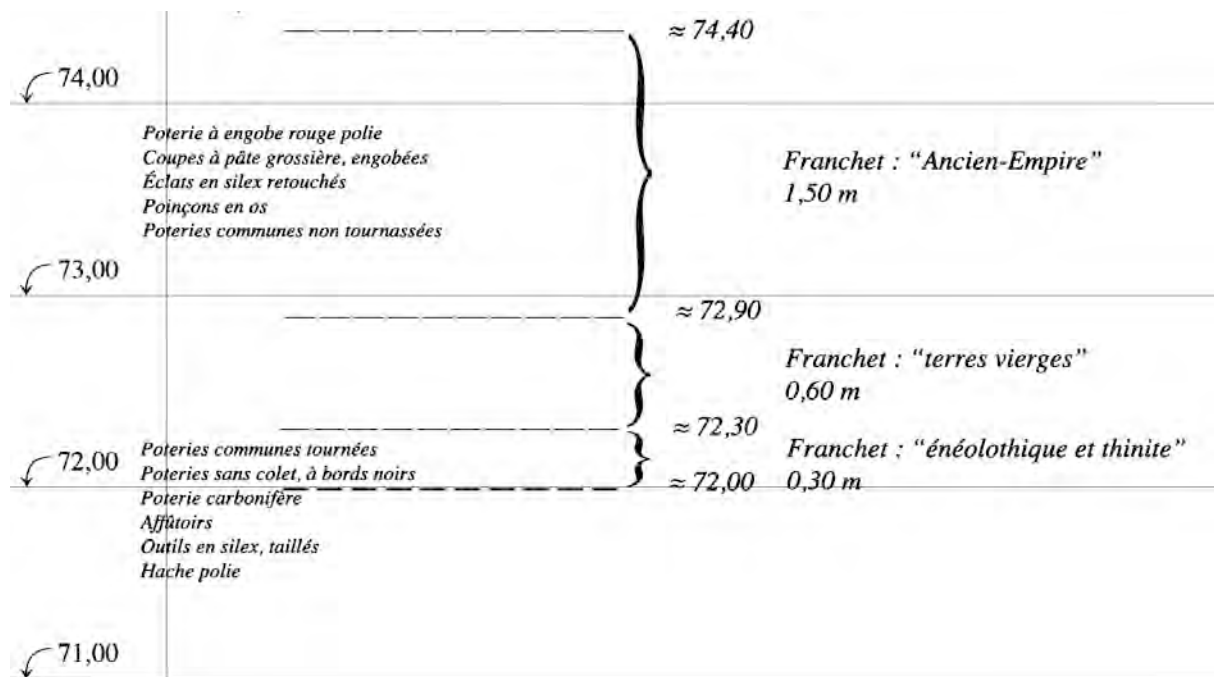 ≈ 74,40
74,00
Poterie à engobe rouge polie
Coupes à pâte grossière, engobées
Éclats en silex retouchés
Poinçons en os
Poteries communes non tournassées
Franchet : “Ancien-Empire”
1,50 m
73,00
≈ 72,90
Franchet : “terres vierges”
0,60 m
≈ 72,30
72,00
Poteries communes tournées
Poteries sans colet, à bords noirs
Poterie carbonifère
Affûtoirs
Outils en silex, taillés
Hache polie
Franchet : “énéolothique et thinite”
≈ 72,00 0,30 m
71,00